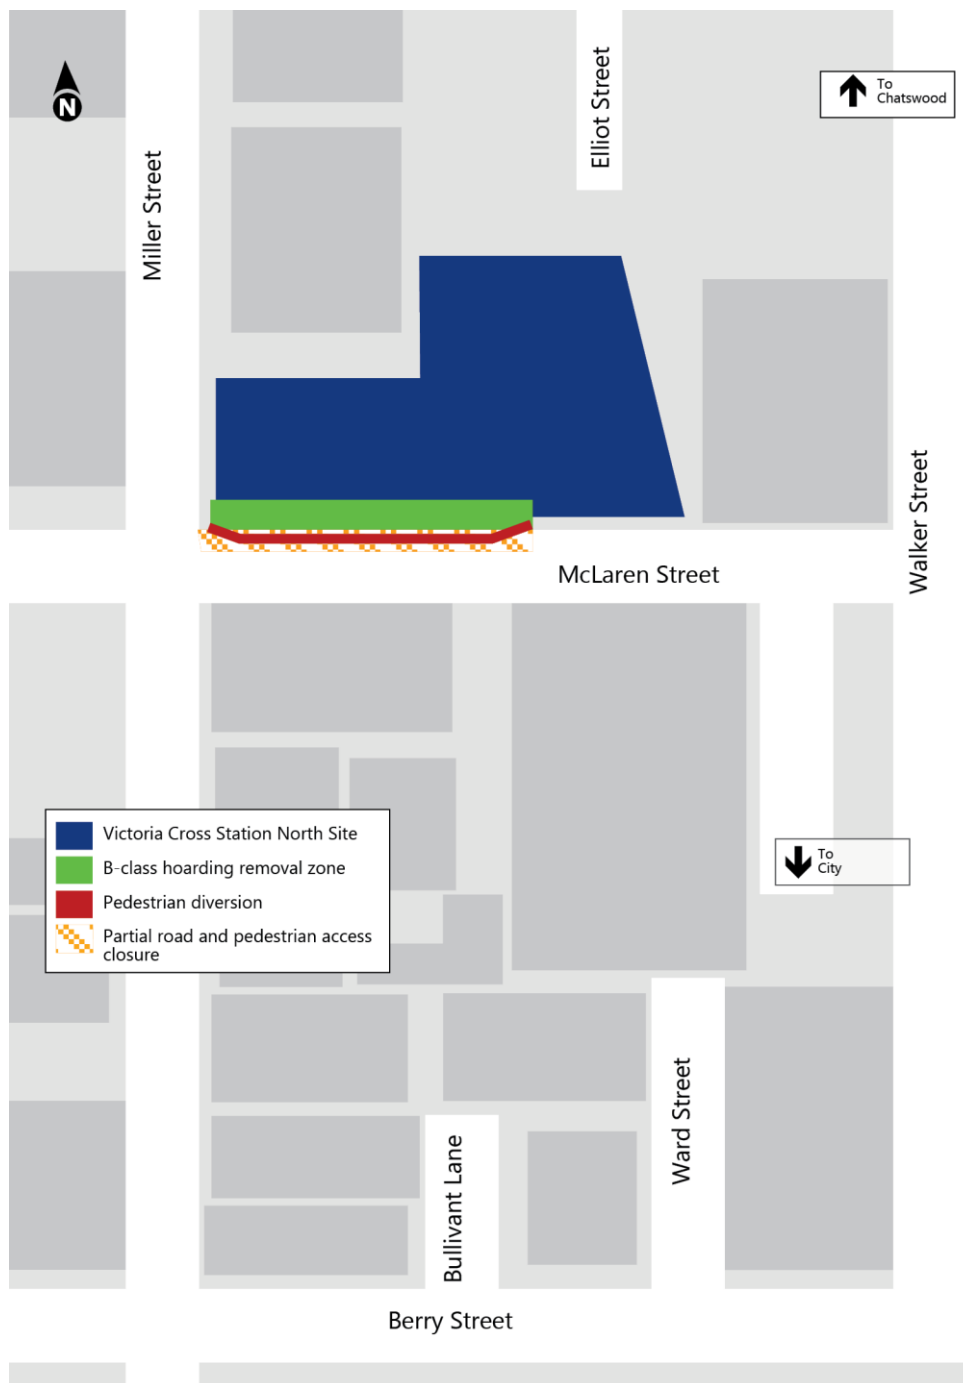 To
Chatswood
Elliot Street
N
Miller Street
Walker Street
McLaren Street
Victoria Cross Station North Site
B-class hoarding removal zone
Pedestrian diversion
Partial road and pedestrian access
closure
To
City
Ward Street
Bullivant Lane
Berry Street